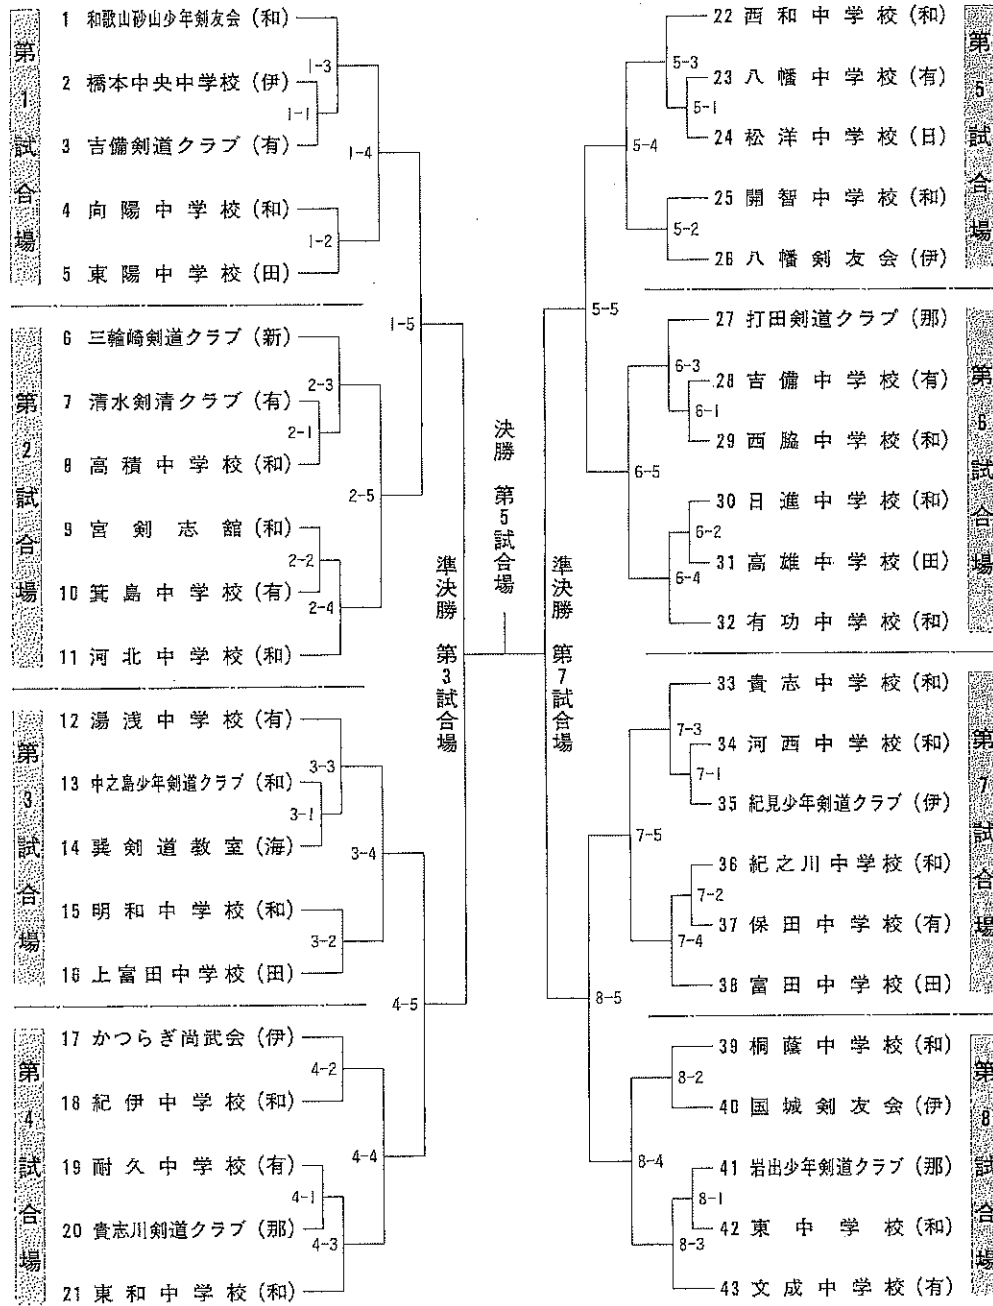 第1試合場
1 和歌山砂山少年剣友会 (和)
2 橋本中央中学校 (伊)
3 吉備剣道クラブ (有)
4 向陽中学校 (和)
5 東陽中学校 (田)
1-3
1-1
1-4
1-2
1-5
第2試合場
6 三輪崎剣道クラブ (新)
7 清水剣清クラブ (有)
8 高積中学校 (和)
9 宮剣志館 (和)
10 箕島中学校 (有)
11 河北中学校 (和)
2-3
2-1
2-5
2-2
2-4
第3試合場
12 湯浅中学校 (有)
13 中之島少年剣道クラブ (和)
14 巽剣道教室 (海)
15 明和中学校 (和)
16 上富田中学校 (田)
3-3
3-1
3-4
3-2
4-5
第4試合場
17 かつらぎ尚武会 (伊)
18 紀伊中学校 (和)
19 耐久中学校 (有)
20 貴志川剣道クラブ (那)
21 東和中学校 (和)
4-2
4-4
4-1
4-3
準決勝 第3試合場
決勝 第5試合場
準決勝 第7試合場
第5試合場
22 西和中学校 (和)
23 八幡中学校 (有)
24 松洋中学校 (日)
25 開智中学校 (和)
26 八幡剣友会 (伊)
5-3
5-1
5-4
5-2
5-5
第6試合場
27 打田剣道クラブ (那)
28 吉備中学校 (有)
29 西脇中学校 (和)
30 日進中学校 (和)
31 高雄中学校 (田)
32 有功中学校 (和)
6-3
6-1
6-5
6-2
6-4
第7試合場
33 貴志中学校 (和)
34 河西中学校 (和)
35 紀見少年剣道クラブ (伊)
36 紀之川中学校 (和)
37 保田中学校 (有)
38 富田中学校 (田)
7-3
7-1
7-5
7-2
7-4
8-5
第8試合場
39 桐蔭中学校 (和)
40 国城剣友会 (伊)
41 岩出少年剣道クラブ (那)
42 東中学校 (和)
43 文成中学校 (有)
8-2
8-4
8-1
8-3